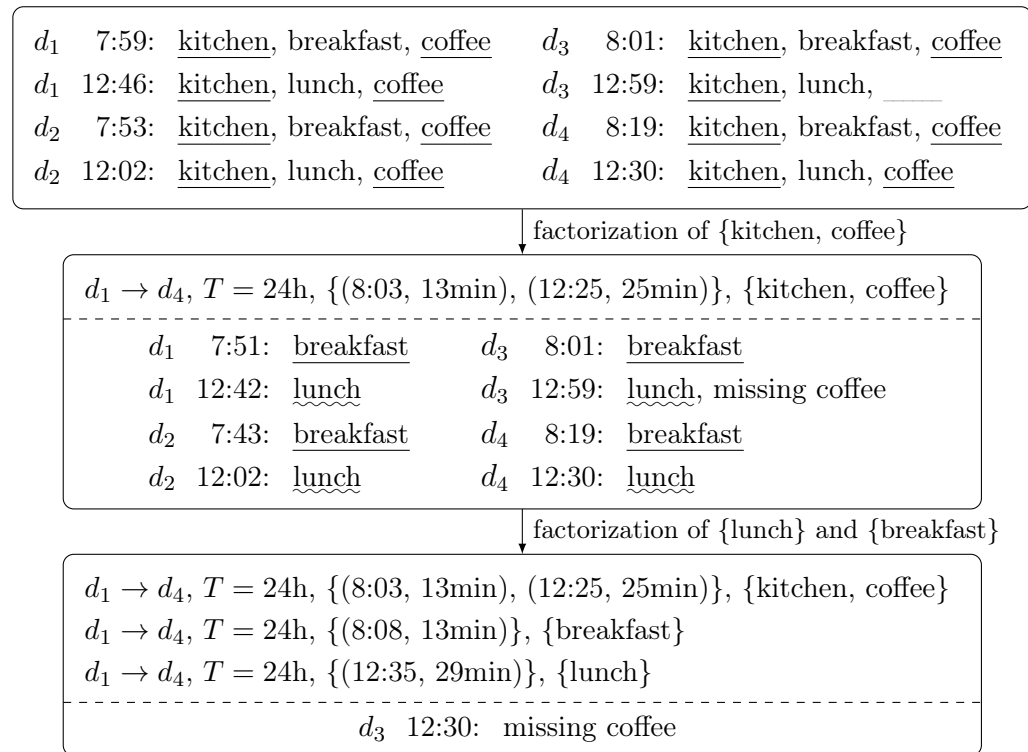 d₁ 7:59: kitchen, breakfast, coffee d₃ 8:01: kitchen, breakfast, coffee
d₁ 12:46: kitchen, lunch, coffee d₃ 12:59: kitchen, lunch,
d₂ 7:53: kitchen, breakfast, coffee d₄ 8:19: kitchen, breakfast, coffee
d₂ 12:02: kitchen, lunch, coffee d₄ 12:30: kitchen, lunch, coffee
factorization of {kitchen, coffee}
d₁ → d₄, T = 24h, {(8:03, 13min), (12:25, 25min)}, {kitchen, coffee}
d₁ 7:51: breakfast d₃ 8:01: breakfast
d₁ 12:42: lunch d₃ 12:59: lunch, missing coffee
d₂ 7:43: breakfast d₄ 8:19: breakfast
d₂ 12:02: lunch d₄ 12:30: lunch
factorization of {lunch} and {breakfast}
d₁ → d₄, T = 24h, {(8:03, 13min), (12:25, 25min)}, {kitchen, coffee}
d₁ → d₄, T = 24h, {(8:08, 13min)}, {breakfast}
d₁ → d₄, T = 24h, {(12:35, 29min)}, {lunch}
d₃ 12:30: missing coffee